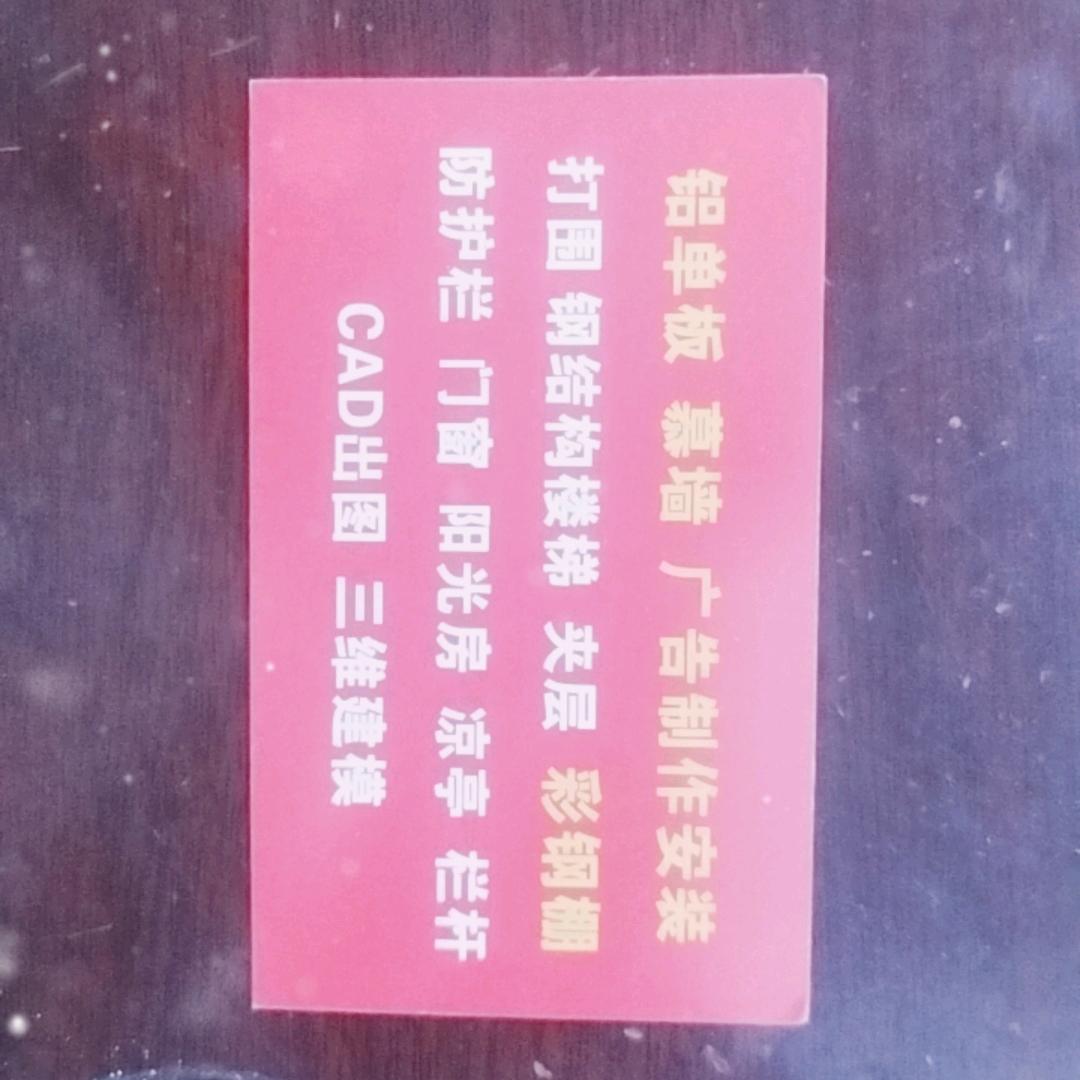 铝单板 慕墙 广告制作安装
打围 钢结构楼梯 夹层 彩钢棚
防护栏 门窗 阳光房 凉亭 栏杆
CAD出图 三维建模